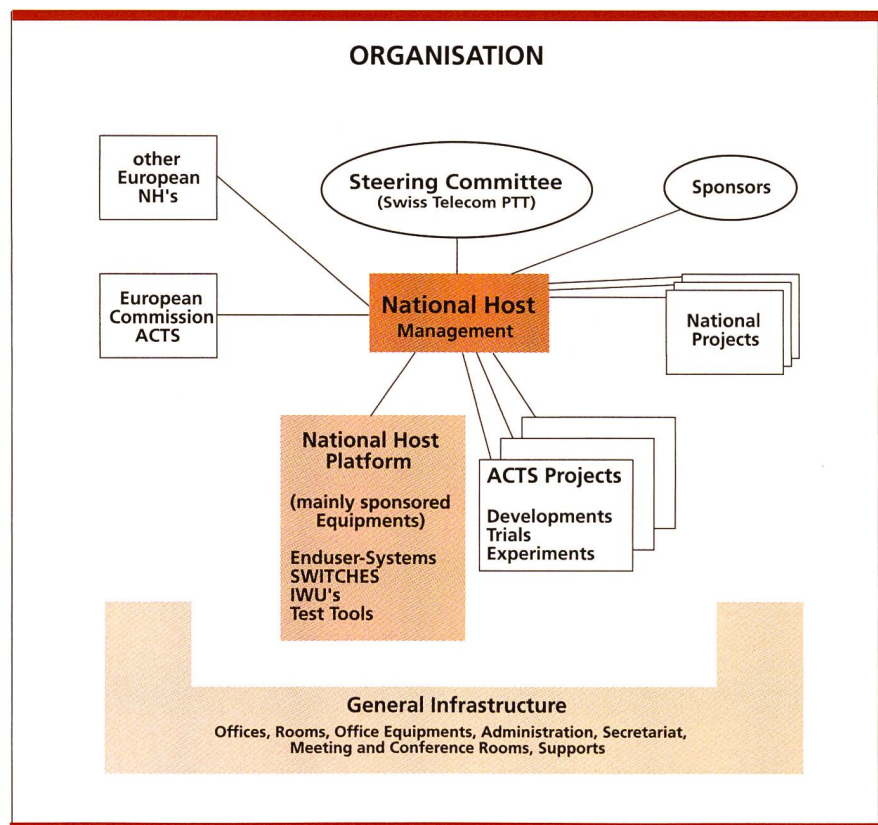 ORGANISATION
other
European
NH's
Steering Committee
(Swiss Telecom PTT)
Sponsors
European
Commission
ACTS
National Host
Management
National
Projects
National Host
Platform
(mainly sponsored
Equipments)
Enduser-Systems
SWITCHES
IWU's
Test Tools
ACTS Projects
Developments
Trials
Experiments
General Infrastructure
Offices, Rooms, Office Equipments, Administration, Secretariat,
Meeting and Conference Rooms, Supports